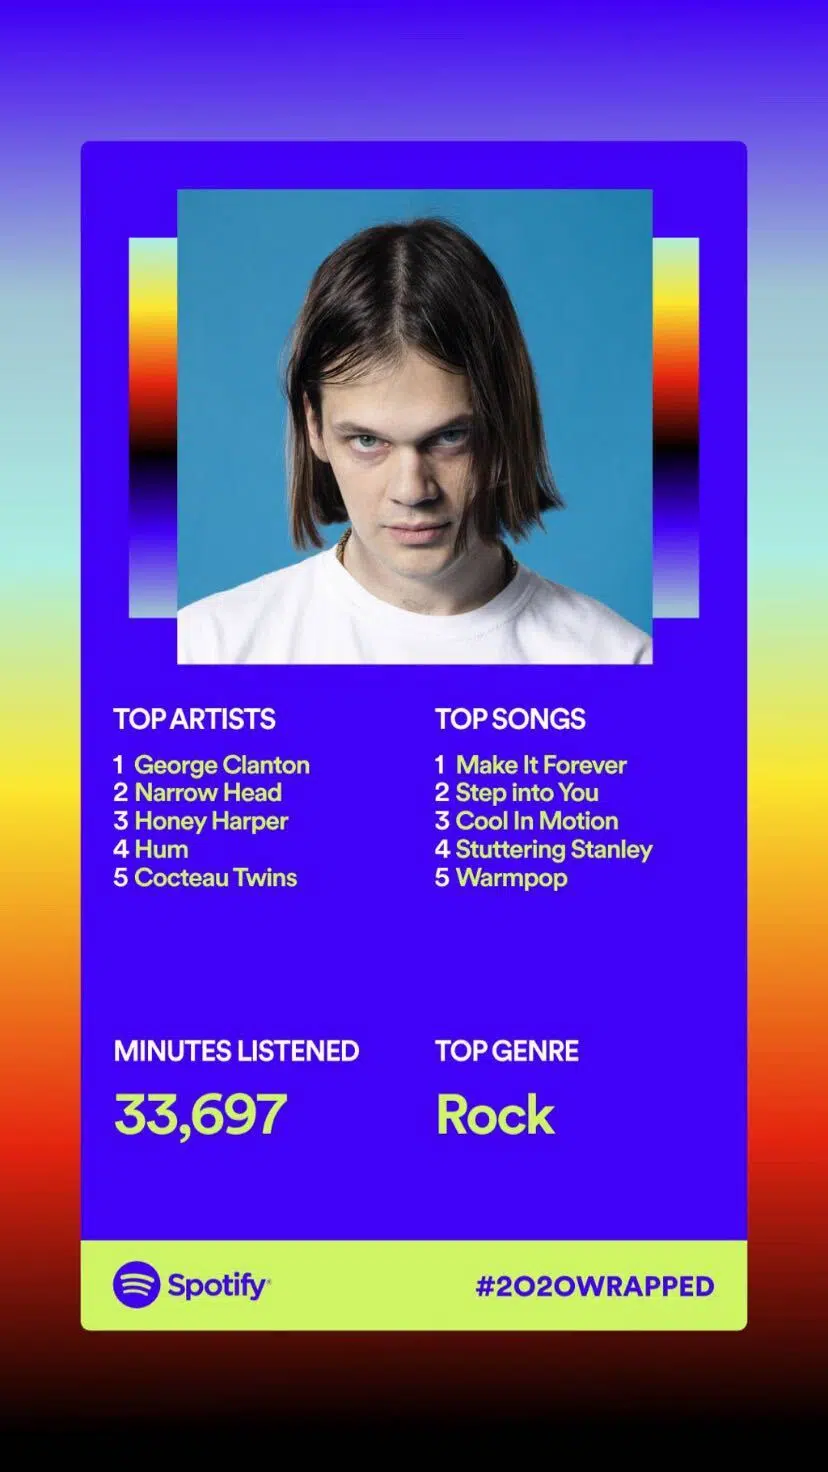 TOP ARTISTS
1 George Clanton
2 Narrow Head
3 Honey Harper
4 Hum
5 Cocteau Twins
TOP SONGS
1 Make It Forever
2 Step into You
3 Cool In Motion
4 Stuttering Stanley
5 Warmpop
MINUTES LISTENED
33,697
TOP GENRE
Rock
Spotify®
#2020WRAPPED